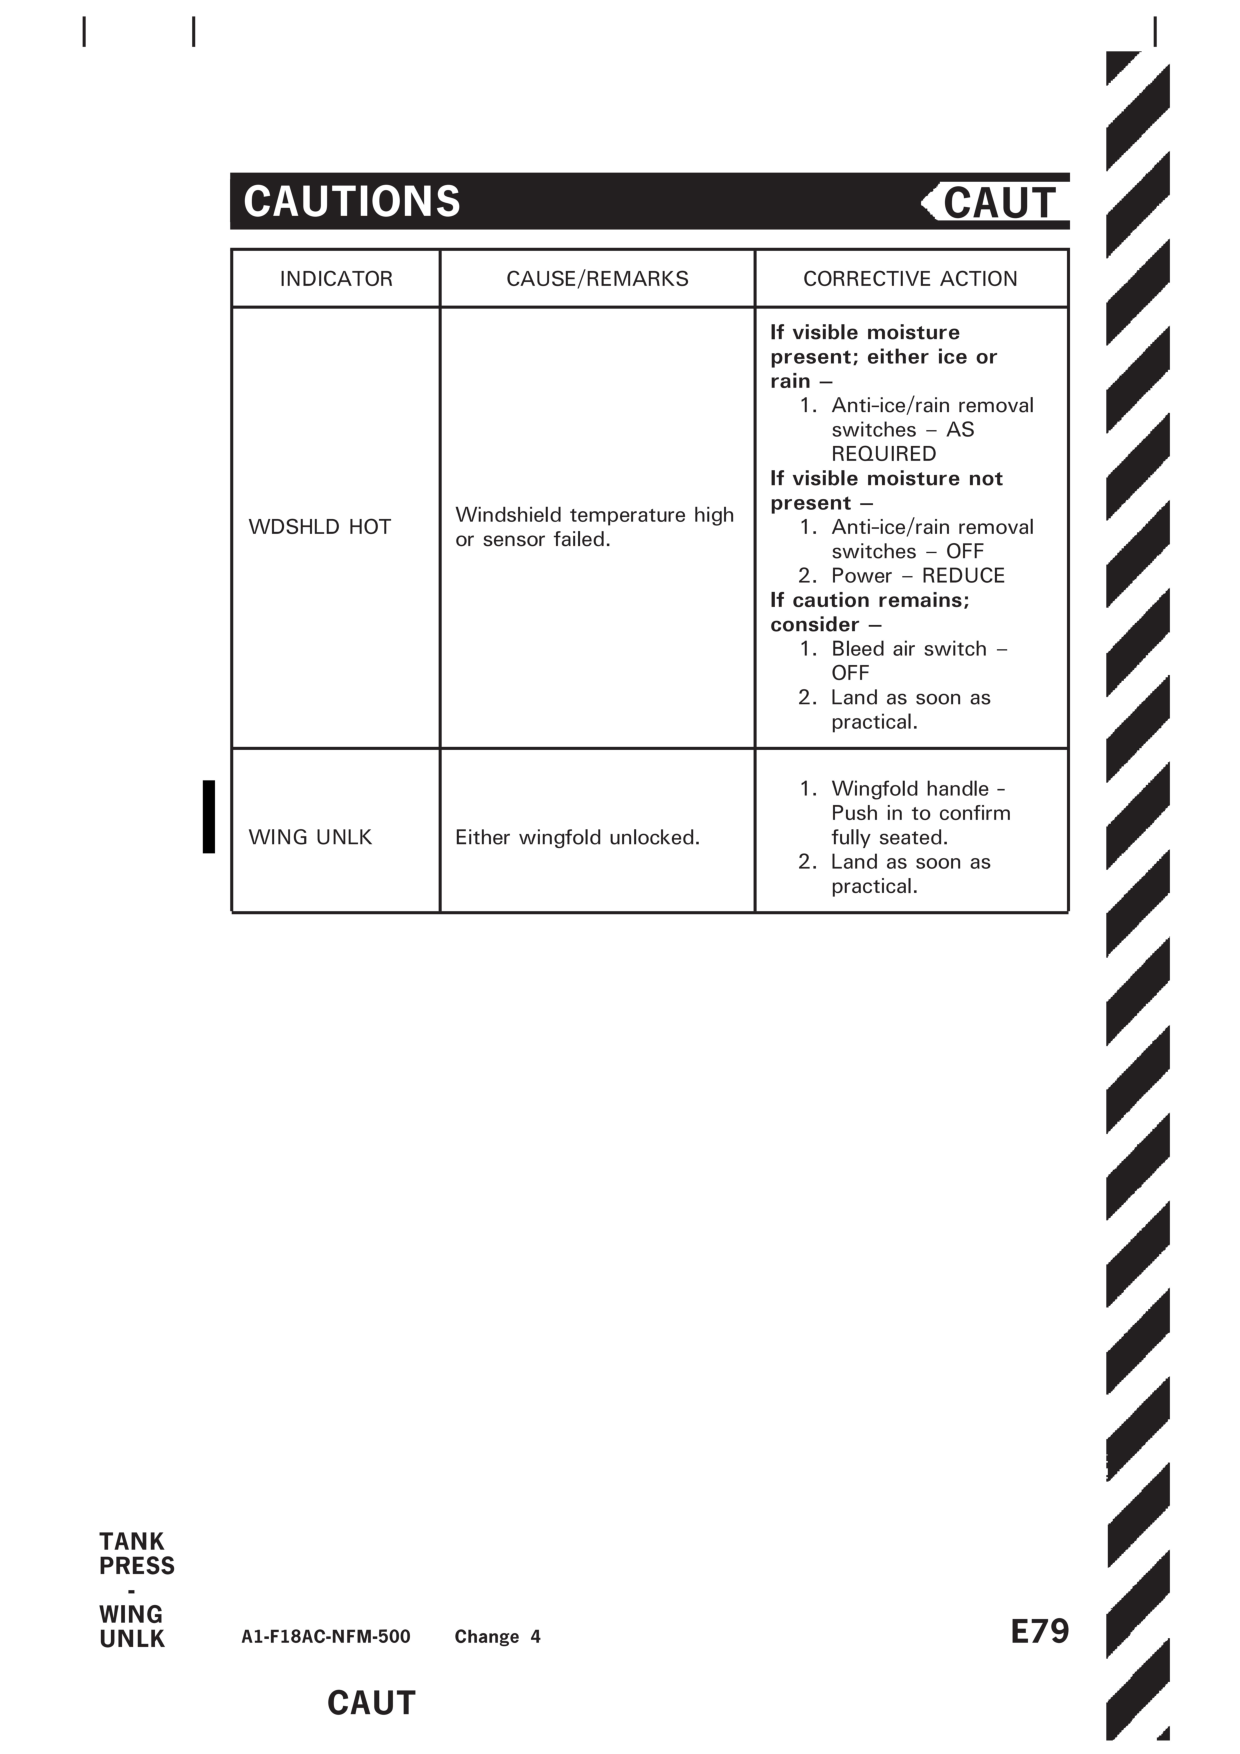 CAUTIONS
CAUT
INDICATOR
CAUSE/REMARKS
CORRECTIVE ACTION
WDSHLD HOT
Windshield temperature high
or sensor failed.
If visible moisture
present; either ice or
rain –
1. Anti-ice/rain removal
switches – AS
REQUIRED
If visible moisture not
present –
1. Anti-ice/rain removal
switches – OFF
2. Power – REDUCE
If caution remains;
consider –
1. Bleed air switch –
OFF
2. Land as soon as
practical.
WING UNLK
Either wingfold unlocked.
1. Wingfold handle -
Push in to confirm
fully seated.
2. Land as soon as
practical.
TANK
PRESS
-
WING
UNLK
A1-F18AC-NFM-500 Change 4
E79
CAUT